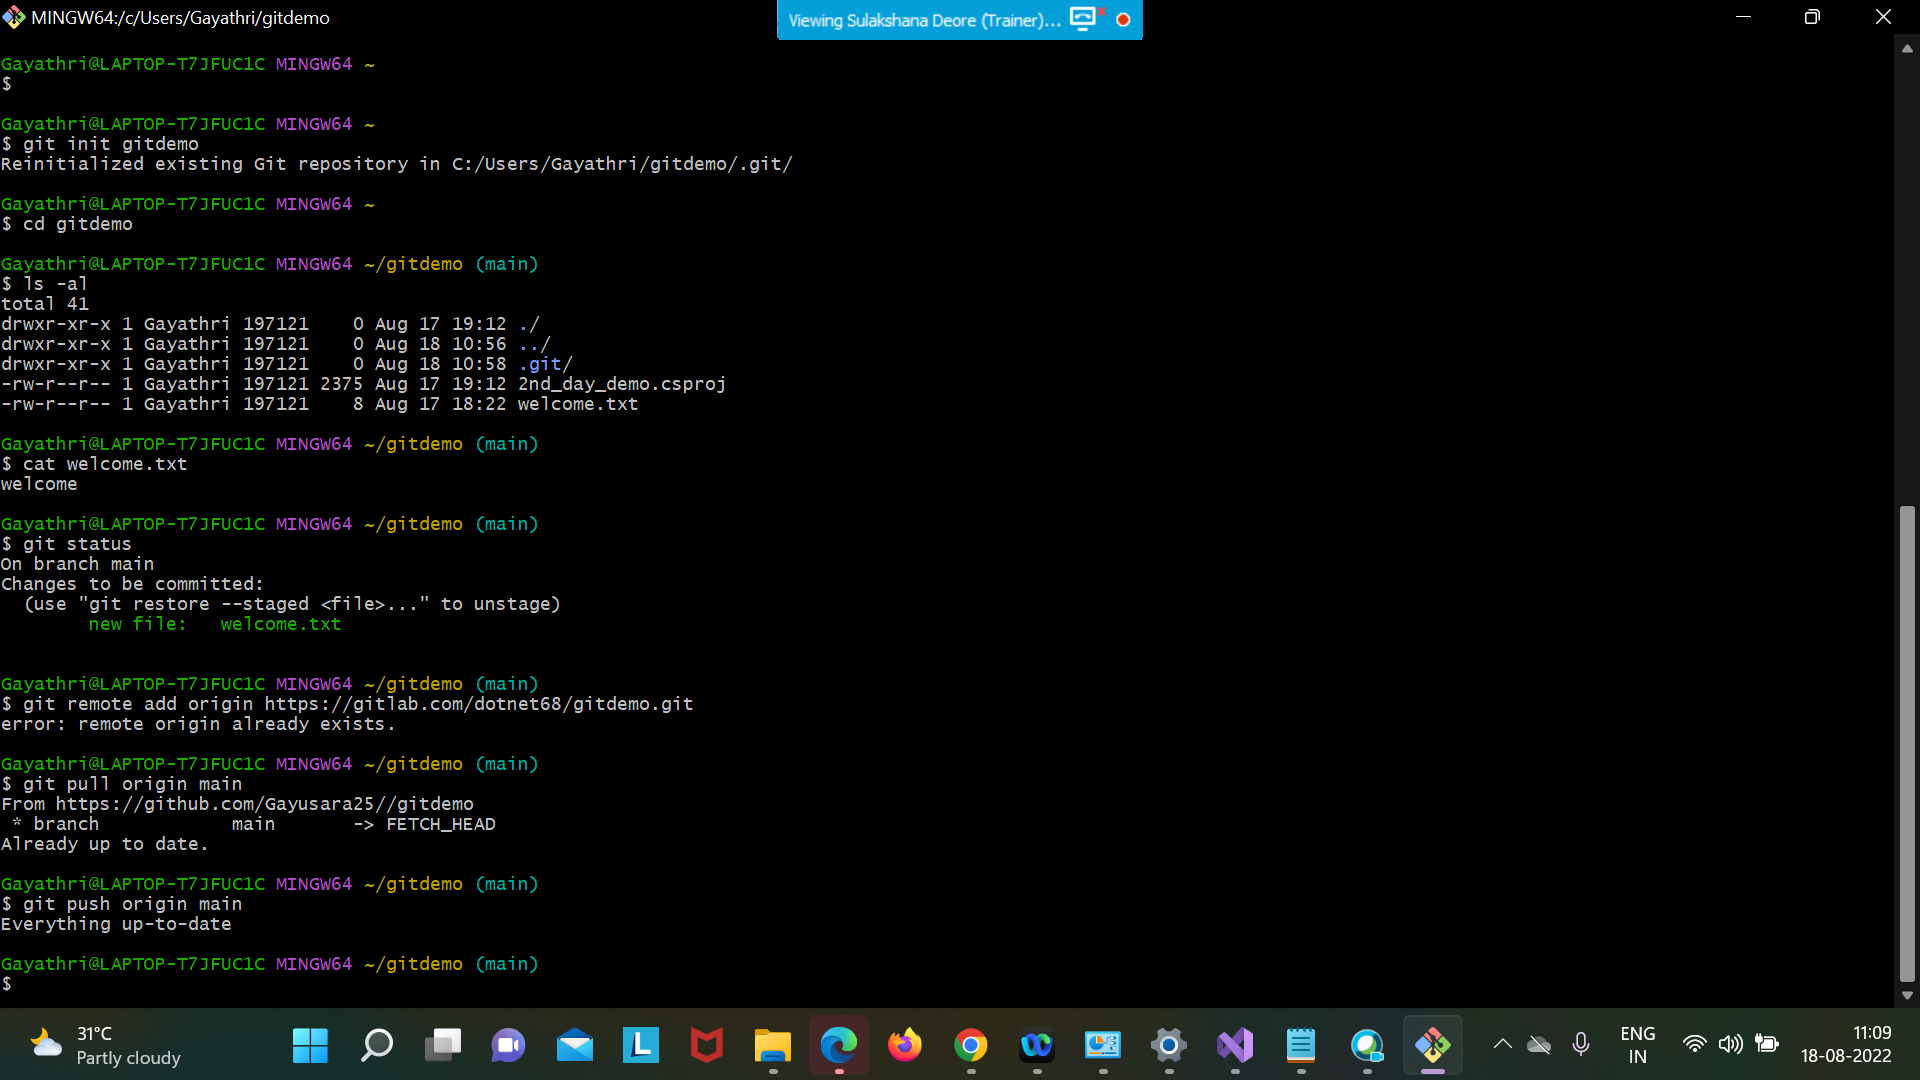 MINGW64:/c/Users/Gayathri/gitdemo
Viewing Sulakshana Deore (Trainer)...
Gayathri@LAPTOP-T7JFUC1C MINGW64 ~
$
Gayathri@LAPTOP-T7JFUC1C MINGW64 ~
$ git init gitdemo
Reinitialized existing Git repository in C:/Users/Gayathri/gitdemo/.git/
Gayathri@LAPTOP-T7JFUC1C MINGW64 ~
$ cd gitdemo
Gayathri@LAPTOP-T7JFUC1C MINGW64 ~/gitdemo (main)
$ ls -al
total 41
drwxr-xr-x 1 Gayathri 197121    0 Aug 17 19:12 ./
drwxr-xr-x 1 Gayathri 197121    0 Aug 18 10:56 ../
drwxr-xr-x 1 Gayathri 197121    0 Aug 18 10:58 .git/
-rw-r--r-- 1 Gayathri 197121 2375 Aug 17 19:12 2nd_day_demo.csproj
-rw-r--r-- 1 Gayathri 197121    8 Aug 17 18:22 welcome.txt
Gayathri@LAPTOP-T7JFUC1C MINGW64 ~/gitdemo (main)
$ cat welcome.txt
welcome
Gayathri@LAPTOP-T7JFUC1C MINGW64 ~/gitdemo (main)
$ git status
On branch main
Changes to be committed:
  (use "git restore --staged <file>..." to unstage)
        new file:   welcome.txt
Gayathri@LAPTOP-T7JFUC1C MINGW64 ~/gitdemo (main)
$ git remote add origin https://gitlab.com/dotnet68/gitdemo.git
error: remote origin already exists.
Gayathri@LAPTOP-T7JFUC1C MINGW64 ~/gitdemo (main)
$ git pull origin main
From https://github.com/Gayusara25//gitdemo
 * branch            main       -> FETCH_HEAD
Already up to date.
Gayathri@LAPTOP-T7JFUC1C MINGW64 ~/gitdemo (main)
$ git push origin main
Everything up-to-date
Gayathri@LAPTOP-T7JFUC1C MINGW64 ~/gitdemo (main)
$
31°C
Partly cloudy
L
ENG
IN
11:09
18-08-2022